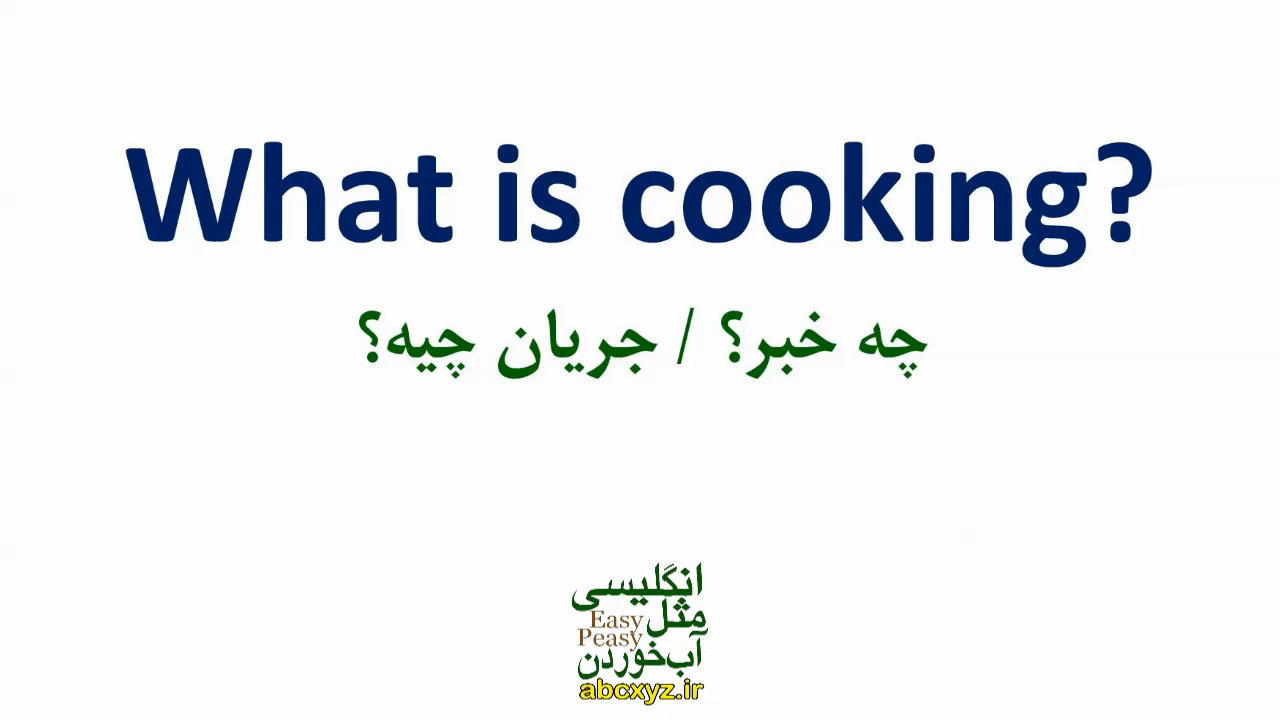 What is cooking?
چه خبر؟ / جریان چیه؟
انگلیسی
مثل
Easy
Peasy
آب‌خوردن
abcxyz.ir